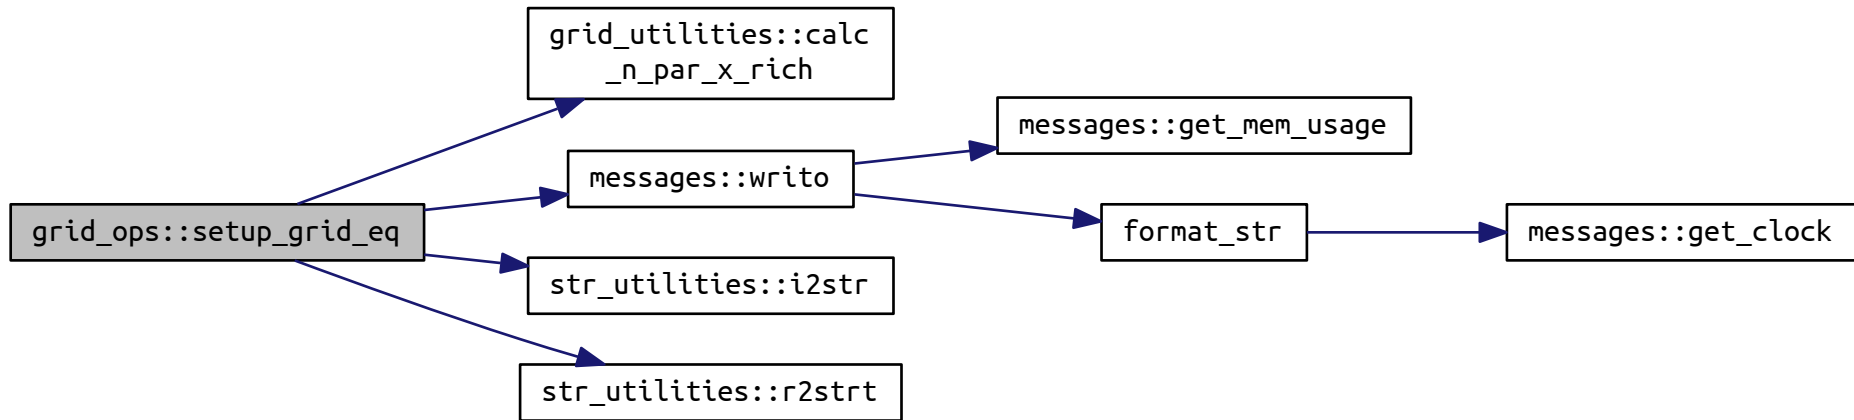 grid_utilities::calc
_n_par_x_rich
messages::get_mem_usage
messages::writo
grid_ops::setup_grid_eq
format_str
messages::get_clock
str_utilities::i2str
str_utilities::r2strt